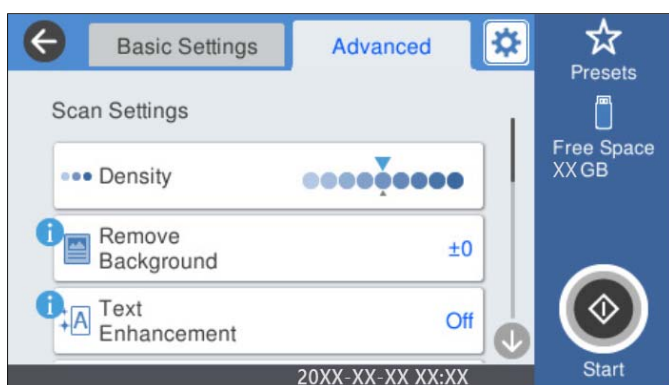 Basic Settings
Advanced
Presets
Scan Settings
Free Space
XX GB
Density
Remove
Background
±0
Text
Enhancement
Off
Start
20XX-XX-XX XX:XX